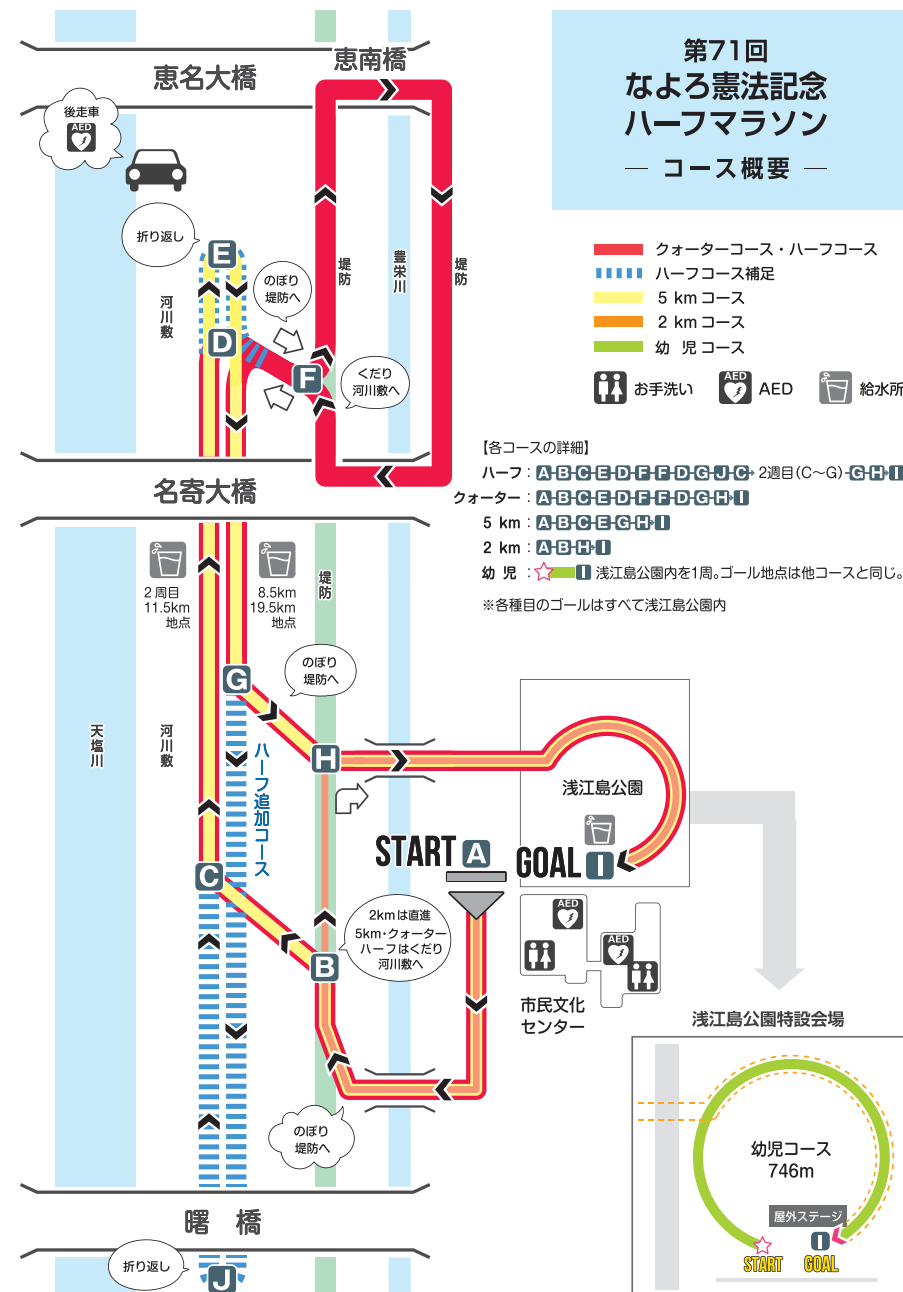 第71回
なよろ憲法記念
ハーフマラソン
― コース概要 ―
恵南橋
恵名大橋
後走車
AED
折り返し
E
のぼり
堤防へ
河川敷
堤防
豊栄川
堤防
D
F
くだり
河川敷へ
クォーターコース・ハーフコース
ハーフコース補足
5 km コース
2 km コース
幼 児 コース
お手洗い
AED
AED
給水所
【各コースの詳細】
ハーフ：A-B-C-E-D-F-F-D-G-J-C→2週目(C〜G)-G-H→I
クォーター：A-B-C-E-D-F-F-D-G-H→I
5 km：A-B-C-E-G-H→I
2 km：A-B-H→I
幼 児：☆ I 浅江島公園内を1周。ゴール地点は他コースと同じ。
※各種目のゴールはすべて浅江島公園内
名寄大橋
2周目
11.5km
地点
8.5km
19.5km
地点
堤防
G
のぼり
堤防へ
天塩川
河川敷
ハーフ追加コース
H
浅江島公園
START A
GOAL I
C
B
2kmは直進
5km・クォーター
ハーフはくだり
河川敷へ
AED
AED
市民文化
センター
のぼり
堤防へ
曙 橋
折り返し
J
浅江島公園特設会場
幼児コース
746m
屋外ステージ
I
START
GOAL